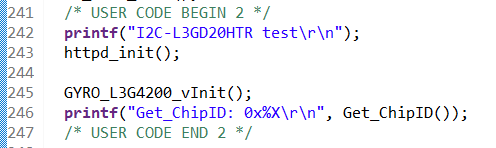 241 /* USER CODE BEGIN 2 */
242 printf("I2C-L3GD20HTR test\r\n");
243 httpd_init();
244
245 GYRO_L3G4200_vInit();
246 printf("Get_ChipID: 0x%X\r\n", Get_ChipID());
247 /* USER CODE END 2 */